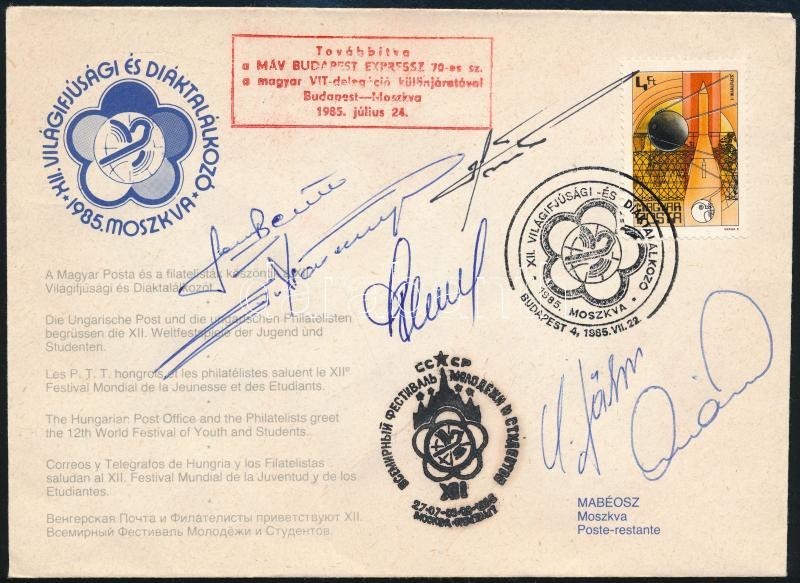 Továbbitva
a MÁV BUDAPEST EXPRESSZ 70-es sz.
a magyar VIT-delegáció különjáratával
Budapest—Moszkva
1985. július 24.
XII. VILÁGIFJÚSÁGI ÉS DIÁKTALÁLKOZÓ
1985. MOSZKVA
4 Ft
MAGYAR
POSTA
XII. VILÁGIFJÚSÁGI -ÉS DIÁKTALÁLKOZÓ
1985. MOSZKVA
BUDAPEST 4, 1985.VII.22.
A Magyar Posta és a filatelisták köszöntik a XII.
Világifjúsági és Diáktalálkozót.
Die Ungarische Post und die ungarischen Philatelisten
begrüssen die XII. Weltfestspiele der Jugend und
Studenten.
Les P. T. T. hongrois et les philatélistes saluent le XIIe
Festival Mondial de la Jeunesse et des Etudiants.
The Hungarian Post Office and the Philatelists greet
the 12th World Festival of Youth and Students.
Correos y Telegrafos de Hungria y los Filatelistas
saludan al XII. Festival Mundial de la Juventud y de los
Etudiantes.
Венгерская Почта и Филателисты приветствуют XII.
Всемирный Фестиваль Молодёжи и Студентов.
СССР
ВСЕМИРНЫЙ ФЕСТИВАЛЬ МОЛОДЁЖИ И СТУДЕНТОВ
XII
MABÉOSZ
Moszkva
Poste-restante